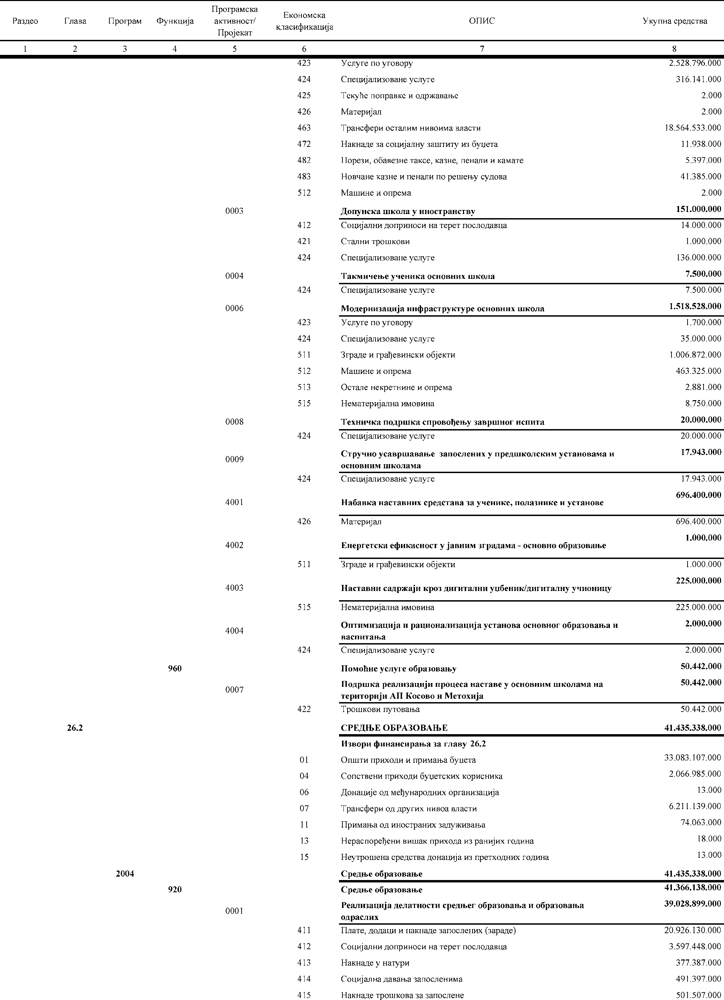 Раздео Глава Програм Функција Програмска активност/ Пројекат Економска класификација ОПИС Укупна средства
1 2 3 4 5 6 7 8
423 Услуге по уговору 2.528.796.000
424 Специјализоване услуге 316.141.000
425 Текуће поправке и одржавање 2.000
426 Материјал 2.000
463 Трансфери осталим нивоима власти 18.564.533.000
472 Накнаде за социјалну заштиту из буџета 11.938.000
482 Порези, обавезне таксе, казне, пенали и камате 5.397.000
483 Новчане казне и пенали по решењу судова 41.385.000
512 Машине и опрема 2.000
0003 Допунска школа у иностранству 151.000.000
412 Социјални доприноси на терет послодавца 14.000.000
421 Стални трошкови 1.000.000
424 Специјализоване услуге 136.000.000
0004 Такмичење ученика основних школа 7.500.000
424 Специјализоване услуге 7.500.000
0006 Модернизација инфраструктуре основних школа 1.518.528.000
423 Услуге по уговору 1.700.000
424 Специјализоване услуге 35.000.000
511 Зграде и грађевински објекти 1.006.872.000
512 Машине и опрема 463.325.000
513 Остале некретнине и опрема 2.881.000
515 Нематеријална имовина 8.750.000
0008 Техничка подршка спровођењу завршног испита 20.000.000
424 Специјализоване услуге 20.000.000
0009 Стручно усавршавање запослених у предшколским установама и 17.943.000
основним школама
424 Специјализоване услуге 17.943.000
4001 Набавка наставних средстава за ученике, полазнике и установе 696.400.000
426 Материјал 696.400.000
4002 Енергетска ефикасност у јавним зградама - основно образовање 1.000.000
511 Зграде и грађевински објекти 1.000.000
4003 Наставни садржаји кроз дигитални уџбеник/дигиталну учионицу 225.000.000
515 Нематеријална имовина 225.000.000
4004 Оптимизација и рационализација установа основног образовања и 2.000.000
васпитања
424 Специјализоване услуге 2.000.000
960 Помоћне услуге образовању 50.442.000
0007 Подршка реализацији процеса наставе у основним школама на 50.442.000
територији АП Косово и Метохија
422 Трошкови путовања 50.442.000
26.2 СРЕДЊЕ ОБРАЗОВАЊЕ 41.435.338.000
Извори финансирања за главу 26.2
01 Општи приходи и примања буџета 33.083.107.000
04 Сопствени приходи буџетских корисника 2.066.985.000
06 Донације од међународних организација 13.000
07 Трансфери од других нивоа власти 6.211.139.000
11 Примања од иностраних задуживања 74.063.000
13 Нераспоређени вишак прихода из ранијих година 18.000
15 Неутрошена средства донација из претходних година 13.000
2004 Средње образовање 41.435.338.000
920 Средње образовање 41.366.138.000
0001 Реализација делатности средњег образовања и образовања 39.028.899.000
одраслих
411 Плате, додаци и накнаде запослених (зараде) 20.926.130.000
412 Социјални доприноси на терет послодавца 3.597.448.000
413 Накнаде у натури 377.387.000
414 Социјална давања запосленима 491.397.000
415 Накнаде трошкова за запослене 501.507.000